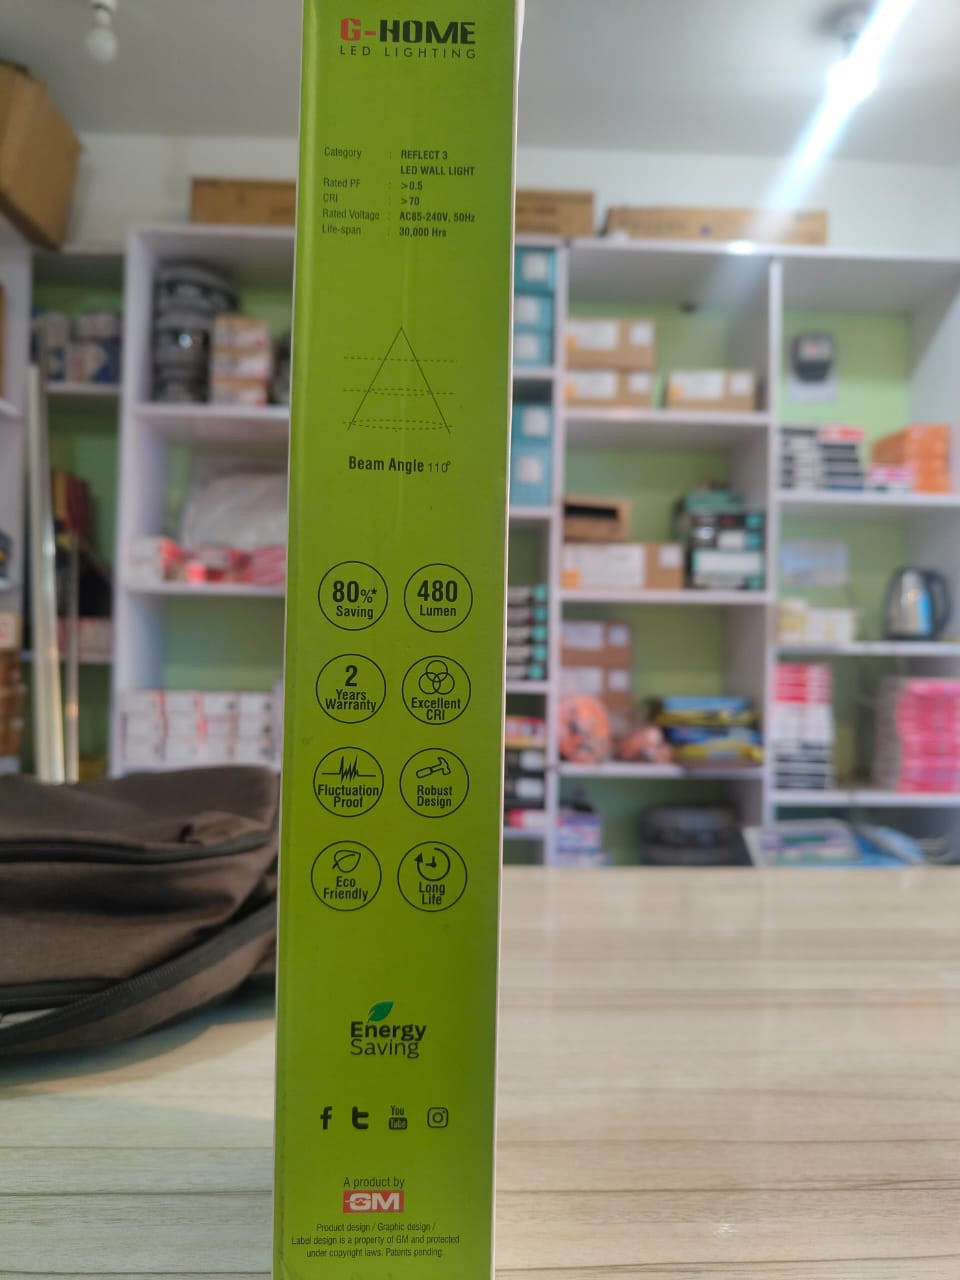 G-HOME
LED LIGHTING
Category : REFLECT 3
LED WALL LIGHT
Rated PF : >0.5
CRI : >70
Rated Voltage : AC85-240V, 50Hz
Life-span : 30,000 Hrs
Beam Angle 110°
80%*
Saving
480
Lumen
2
Years
Warranty
Excellent
CRI
Fluctuation
Proof
Robust
Design
Eco
Friendly
Long
Life
Energy
Saving
You
Tube
A product by
GM
Product design / Graphic design /
Label design is a property of GM and protected
under copyright laws. Patents pending.